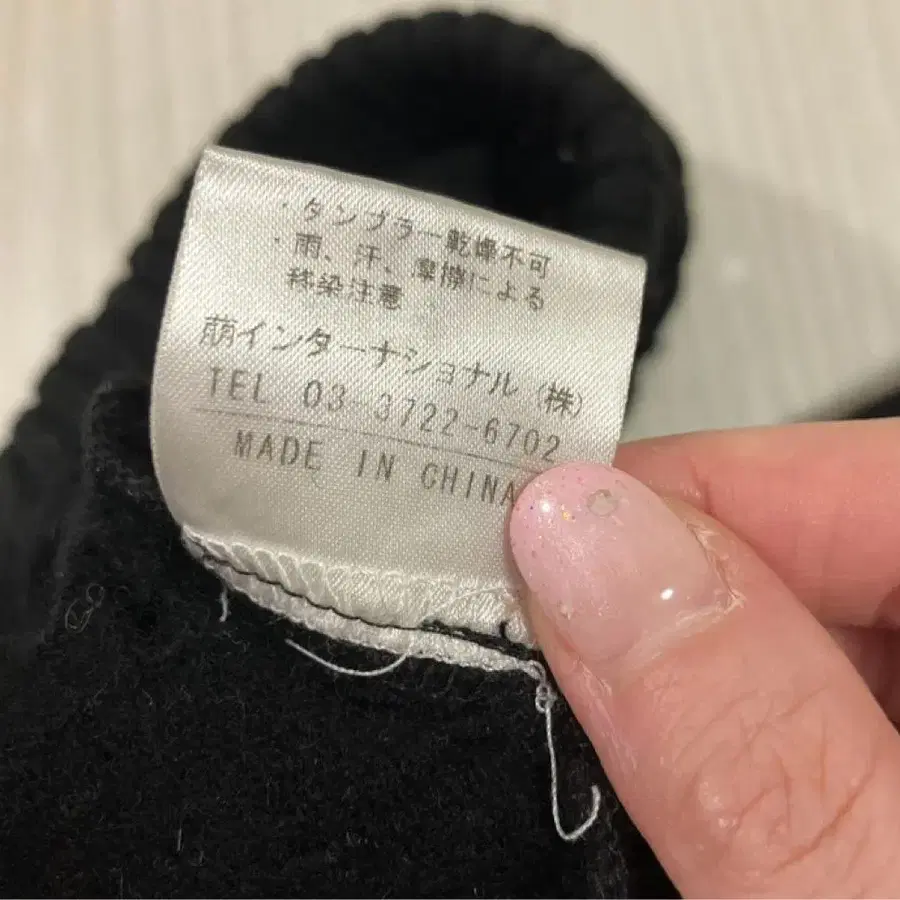 ・タンブラー乾燥不可
・雨、汗、摩擦による
移染注意
萠インターナショナル(株)
TEL 03-3722-6702
MADE IN CHINA